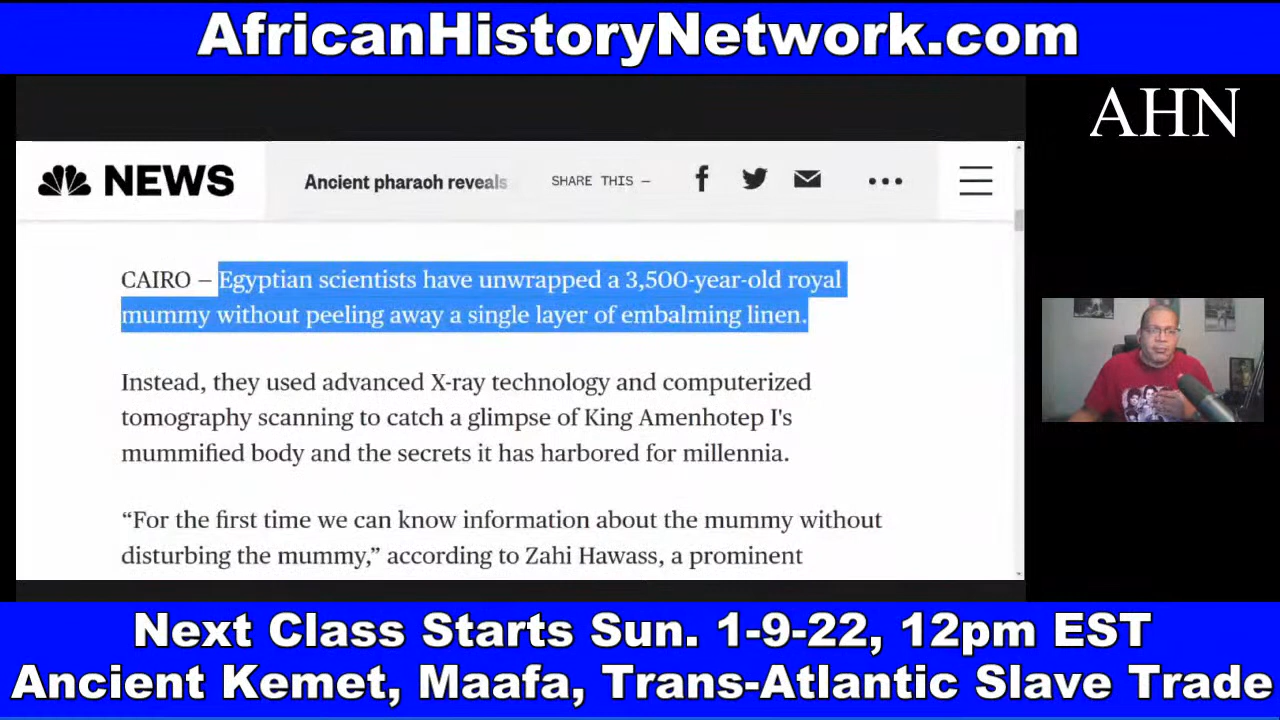 AfricanHistoryNetwork.com
AHN
NEWS
Ancient pharaoh reveals
SHARE THIS —
CAIRO — Egyptian scientists have unwrapped a 3,500-year-old royal
mummy without peeling away a single layer of embalming linen.
Instead, they used advanced X-ray technology and computerized
tomography scanning to catch a glimpse of King Amenhotep I's
mummified body and the secrets it has harbored for millennia.
“For the first time we can know information about the mummy without
disturbing the mummy,” according to Zahi Hawass, a prominent
Next Class Starts Sun. 1-9-22, 12pm EST
Ancient Kemet, Maafa, Trans-Atlantic Slave Trade